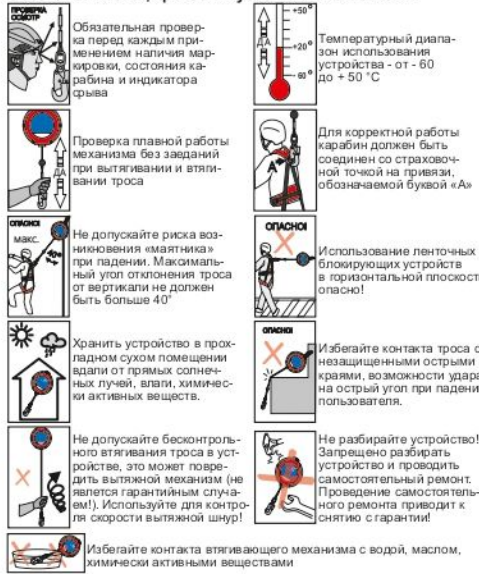 ПРОВЕРКА
ОСМОТР
Обязательная провер-
ка перед каждым при-
менением наличия мар-
кировки, состояния ка-
рабина и индикатора
срыва
+50°
ДА
+20°
- 60°
Температурный диапа-
зон использования
устройства - от - 60
до + 50 °C
ДА
Проверка плавной работы
механизма без заеданий
при вытягивании и втяги-
вании троса
A
Для корректной работы
карабин должен быть
соединен со страховоч-
ной точкой на привязи,
обозначаемой буквой «А»
ОПАСНО!
макс.
40°
Не допускайте риска воз-
никновения «маятника»
при падении. Максималь-
ный угол отклонения троса
от вертикали не должен
быть больше 40°
ОПАСНО!
Использование ленточных
блокирующих устройств
в горизонтальной плоскости
опасно!
Хранить устройство в прох-
ладном сухом помещении
вдали от прямых солнеч-
ных лучей, влаги, химичес-
ки активных веществ.
ОПАСНО!
Избегайте контакта троса с
незащищенными острыми
краями, возможности удара
на острый угол при падении
пользователя.
Не допускайте бесконтроль-
ного втягивания троса в уст-
ройстве, это может повре-
дить вытяжной механизм (не
явлется гарантийным случа-
ем!). Используйте для контро-
ля скорости вытяжной шнур!
Не разбирайте устройство!
Запрещено разбирать
устройство и проводить
самостоятельный ремонт.
Проведение самостоятель-
ного ремонта приводит к
снятию с гарантии!
Избегайте контакта втягивающего механизма с водой, маслом,
химически активными веществами